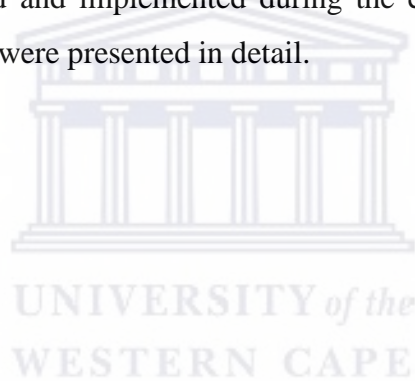 and implemented during the
were presented in detail.
UNIVERSITY of the
WESTERN CAPE